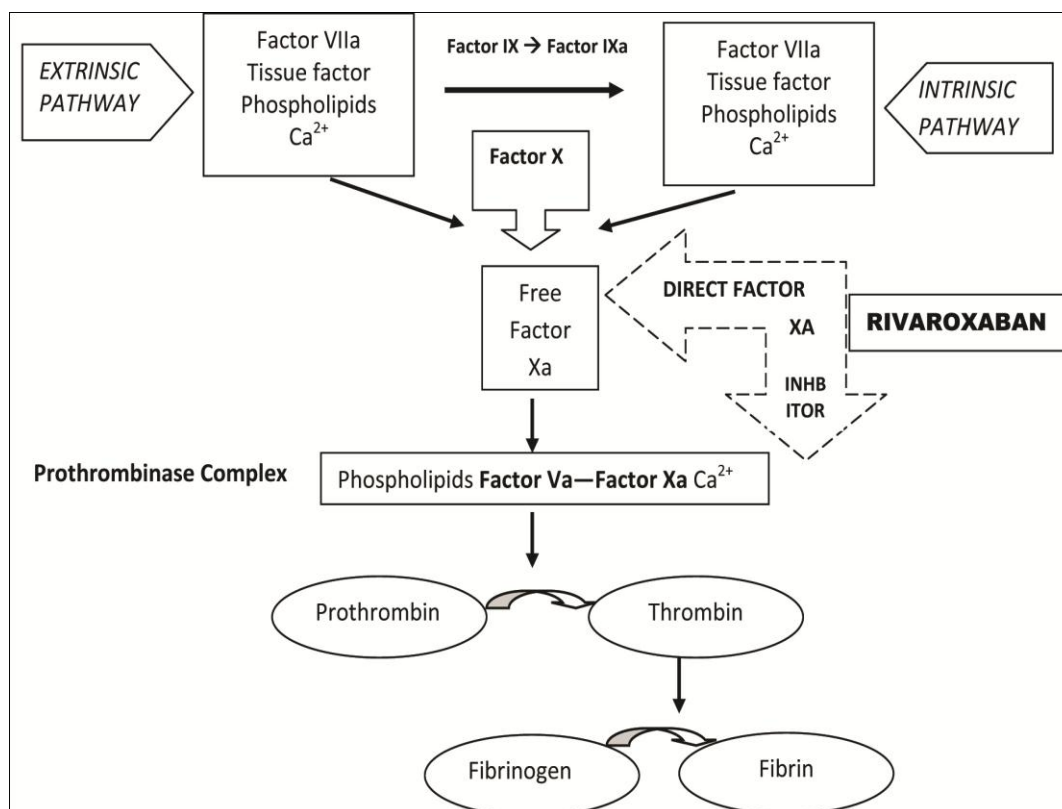 EXTRINSIC
PATHWAY
Factor VIIa
Tissue factor
Phospholipids
Ca²⁺
Factor IX → Factor IXa
Factor VIIa
Tissue factor
Phospholipids
Ca²⁺
INTRINSIC
PATHWAY
Factor X
Free
Factor
Xa
DIRECT FACTOR
XA
INHB
ITOR
RIVAROXABAN
Prothrombinase Complex
Phospholipids Factor Va—Factor Xa Ca²⁺
Prothrombin
Thrombin
Fibrinogen
Fibrin